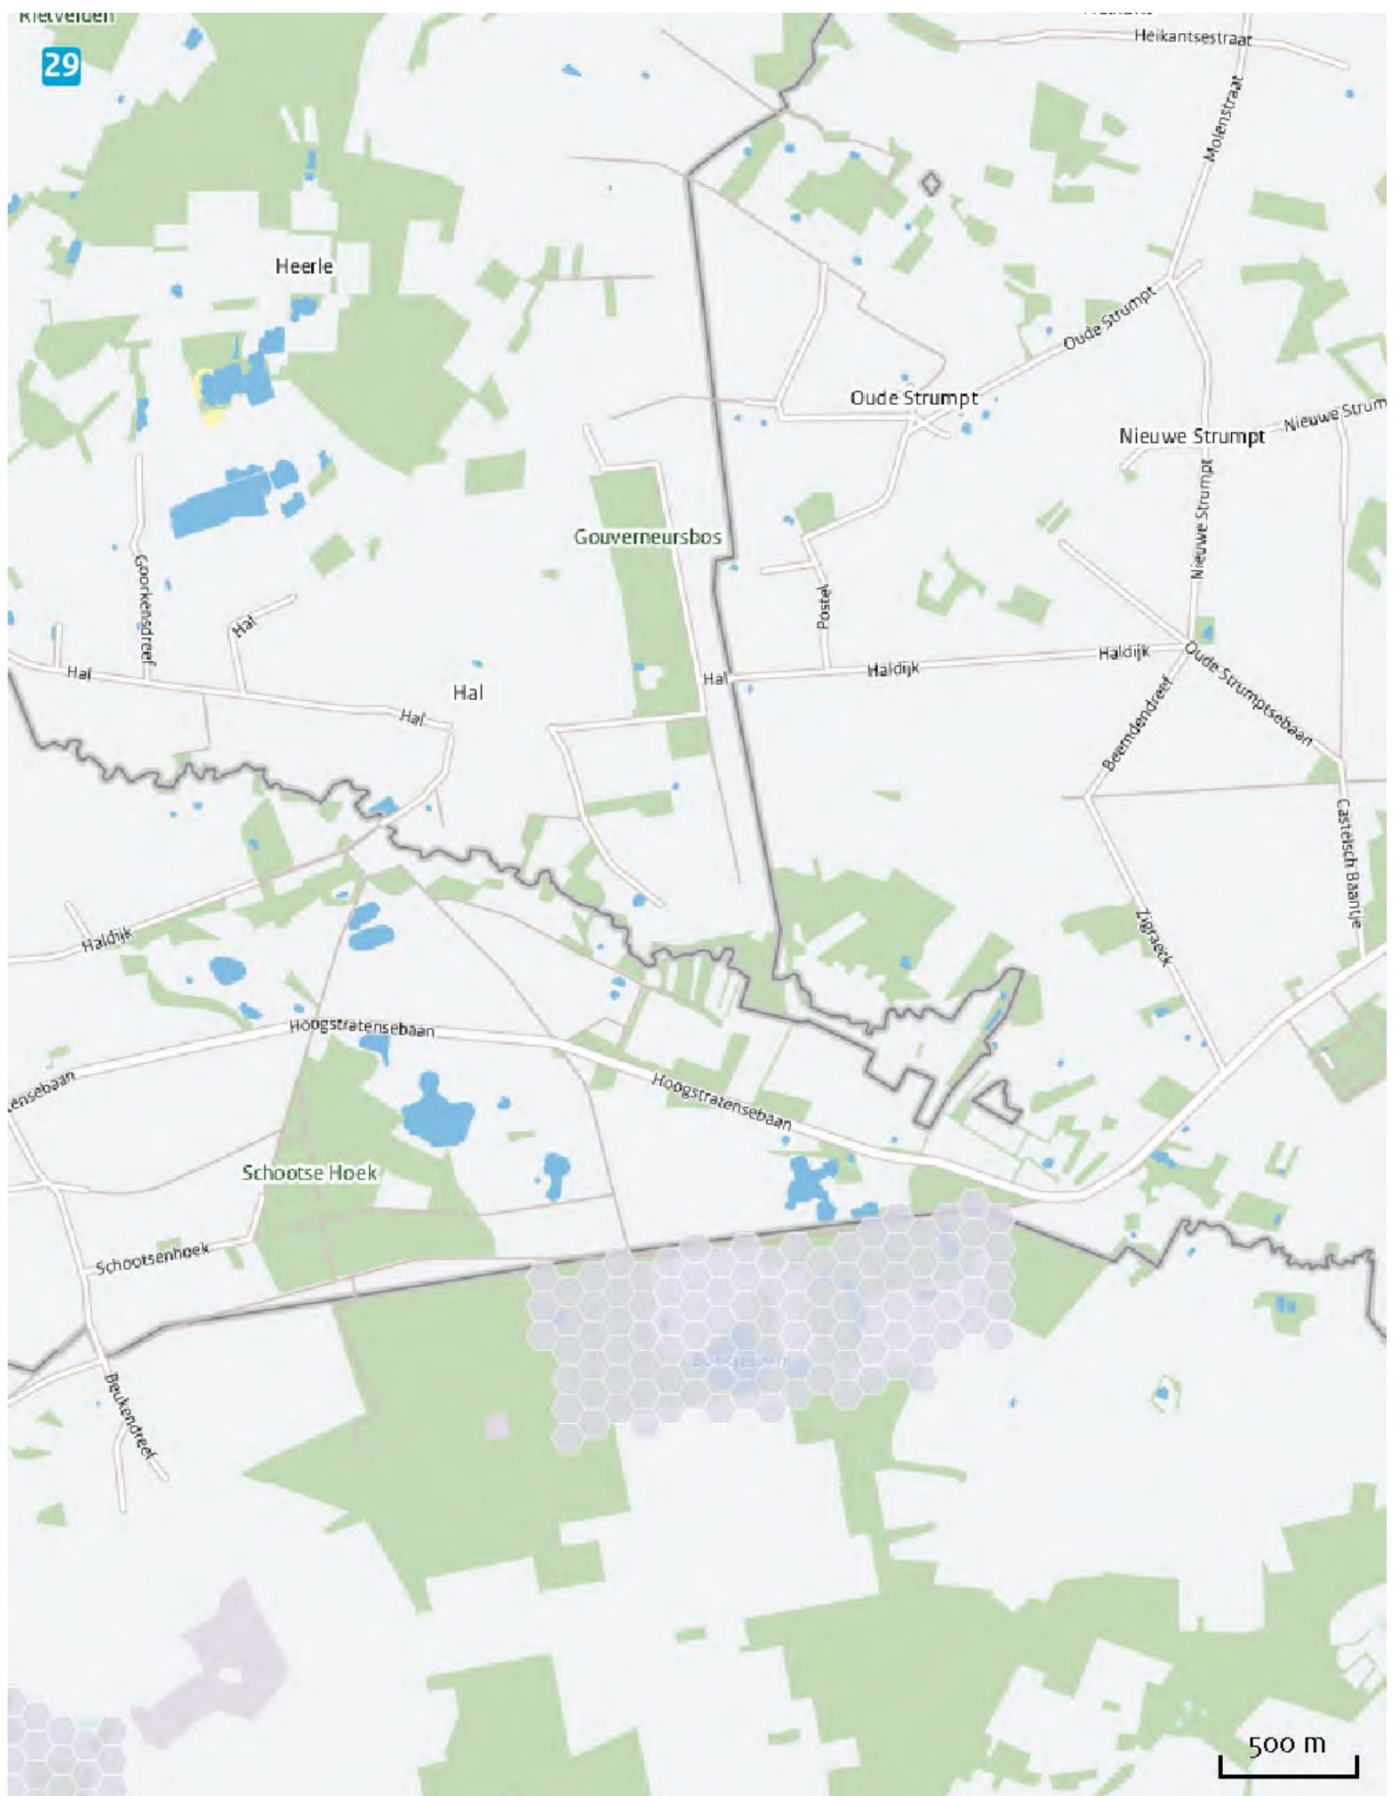 Rietvelden
29
Heikantsestraat
Molenstraat
Heerle
Oude Strumpt
Oude Strumpt
Nieuwe Strumpt
Nieuwe Strum
Nieuwe Strumpt
Gouverneursbos
Goorkensdreef
Hal
Postel
Hal
Hal
Hal
Hal
Haldijk
Haldijk
Oude Strumptsebaan
Beemdendreef
Castelsch Baantje
Zigraeck
Haldijk
Hoogstratensebaan
Hoogstratensebaan
tensebaan
Schootse Hoek
Schootsenhoek
Beukendreef
500 m